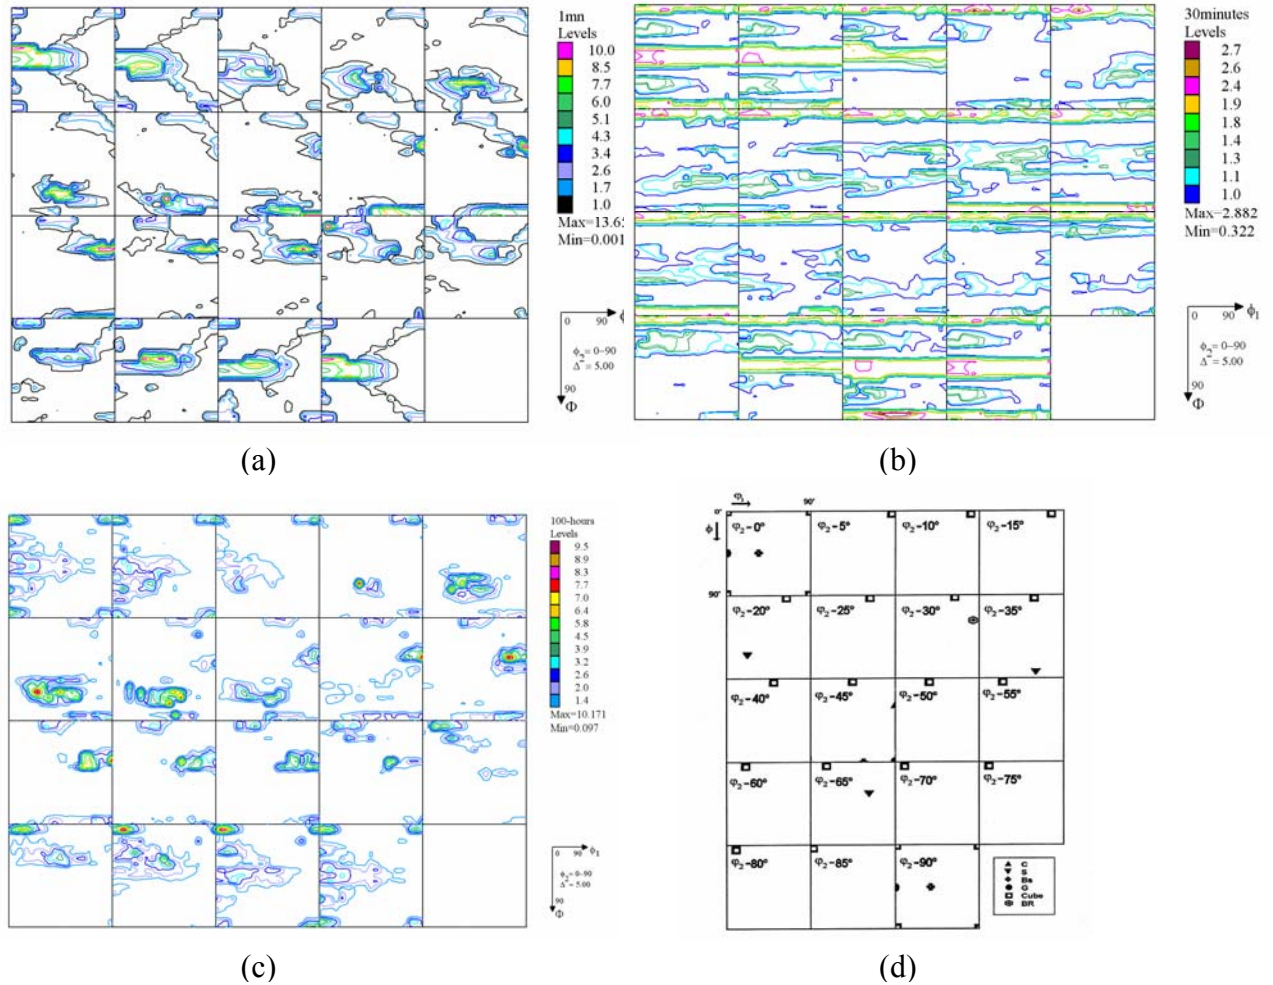 1mn
Levels
10.0
8.5
7.7
6.0
5.1
4.3
3.4
2.6
1.7
1.0
Max=13.6
Min=0.001
0 90
ϕ₂= 0-90
Δ = 5.00
90
Φ
(a)
30minutes
Levels
2.7
2.6
2.4
1.9
1.8
1.4
1.3
1.1
1.0
Max=2.882
Min=0.322
0 90 ϕ₁
ϕ₂= 0-90
Δ = 5.00
90
Φ
(b)
100-hours
Levels
9.5
8.9
8.3
7.7
7.0
6.4
5.8
4.5
3.9
3.2
2.6
2.0
1.4
Max=10.171
Min=0.097
0 90 ϕ₁
ϕ₂= 0-90
Δ = 5.00
90
Φ
(c)
φ₁ 90'
0'
ϕ
90'
φ₂-0° φ₂-5° φ₂-10° φ₂-15°
φ₂-20° φ₂-25° φ₂-30° φ₂-35°
φ₂-40° φ₂-45° φ₂-50° φ₂-55°
φ₂-60° φ₂-65° φ₂-70° φ₂-75°
φ₂-80° φ₂-85° φ₂-90°
C
S
Bs
G
Cube
BR
(d)